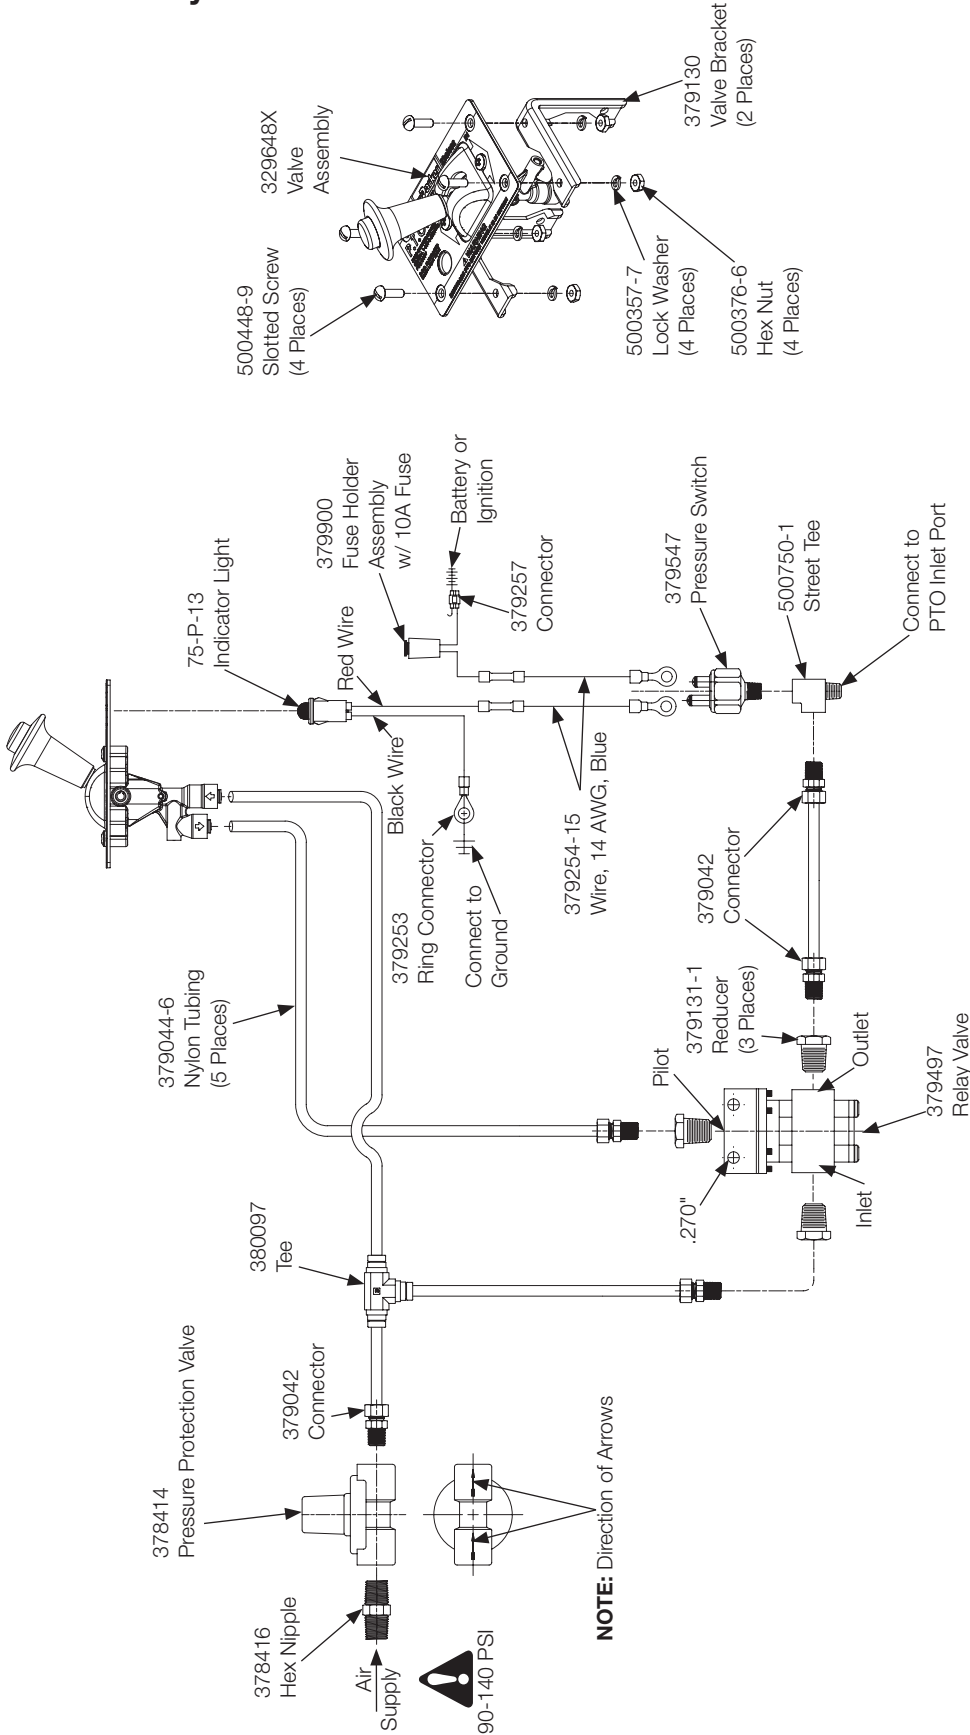 378416
Hex Nipple
Air
Supply
90-140 PSI
378414
Pressure Protection Valve
NOTE: Direction of Arrows
379042
Connector
380097
Tee
379044-6
Nylon Tubing
(5 Places)
.270"
Pilot
Inlet
Outlet
379497
Relay Valve
379131-1
Reducer
(3 Places)
379042
Connector
379253
Ring Connector
Connect to
Ground
Black Wire
Red Wire
75-P-13
Indicator Light
379254-15
Wire, 14 AWG, Blue
379900
Fuse Holder
Assembly
w/ 10A Fuse
Battery or
Ignition
379257
Connector
379547
Pressure Switch
500750-1
Street Tee
Connect to
PTO Inlet Port
500448-9
Slotted Screw
(4 Places)
329648X
Valve
Assembly
500357-7
Lock Washer
(4 Places)
500376-6
Hex Nut
(4 Places)
379130
Valve Bracket
(2 Places)